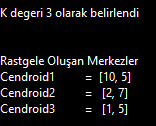 K degeri 3 olarak belirlendi
Rastgele Oluşan Merkezler
Cendroid1 = [10, 5]
Cendroid2 = [2, 7]
Cendroid3 = [1, 5]